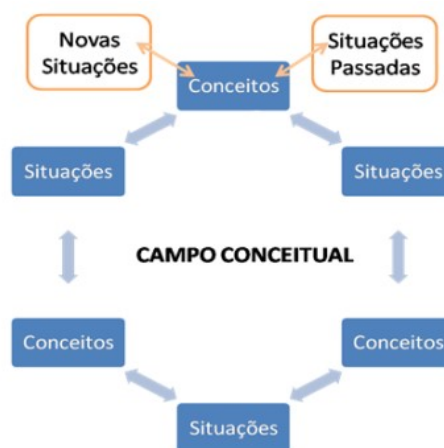 Novas
Situações
Situações
Passadas
Conceitos
Situações
Situações
CAMPO CONCEITUAL
Conceitos
Conceitos
Situações